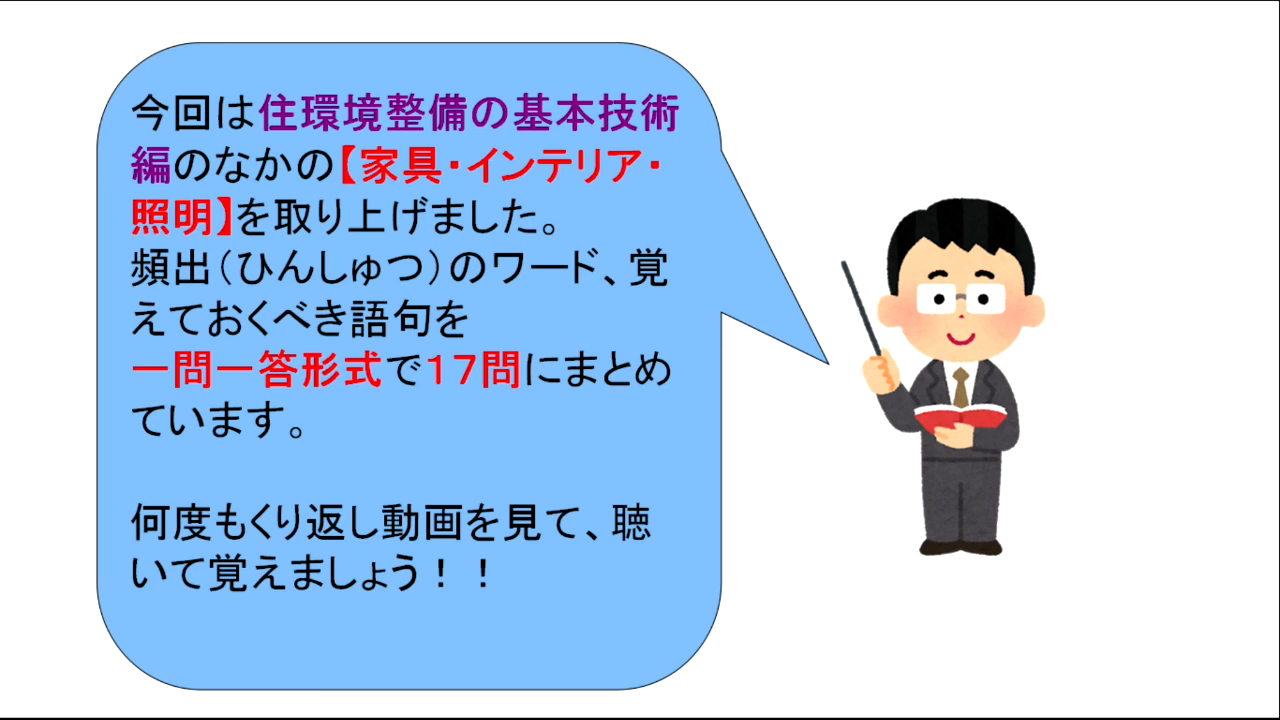 今回は住環境整備の基本技術
編のなかの【家具・インテリア・
照明】を取り上げました。
頻出（ひんしゅつ）のワード、覚
えておくべき語句を
一問一答形式で１７問にまとめ
ています。
何度もくり返し動画を見て、聴
いて覚えましょう！！